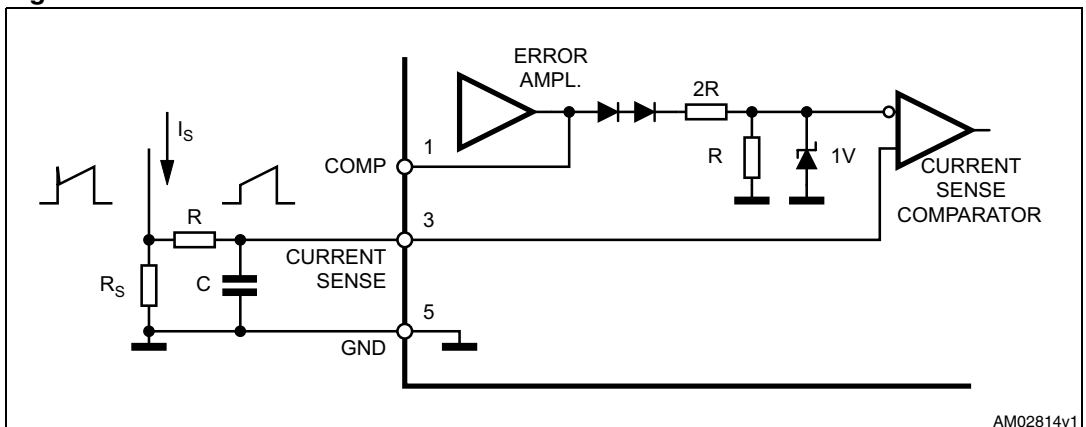 ERROR
AMPL.
2R
I_S
1
COMP
R
1V
CURRENT
SENSE
COMPARATOR
R
3
CURRENT
SENSE
R_S
C
5
GND
AM02814v1